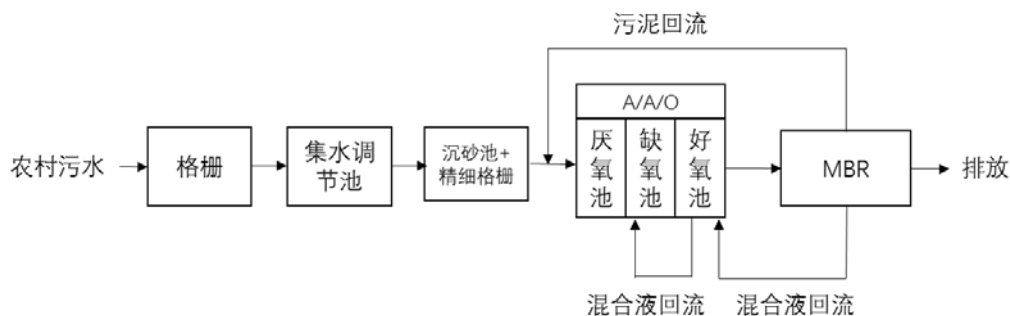 污泥回流
A/A/O
农村污水
格栅
集水调
节池
沉砂池+
精细格栅
厌氧池
缺氧池
好氧池
MBR
排放
混合液回流
混合液回流